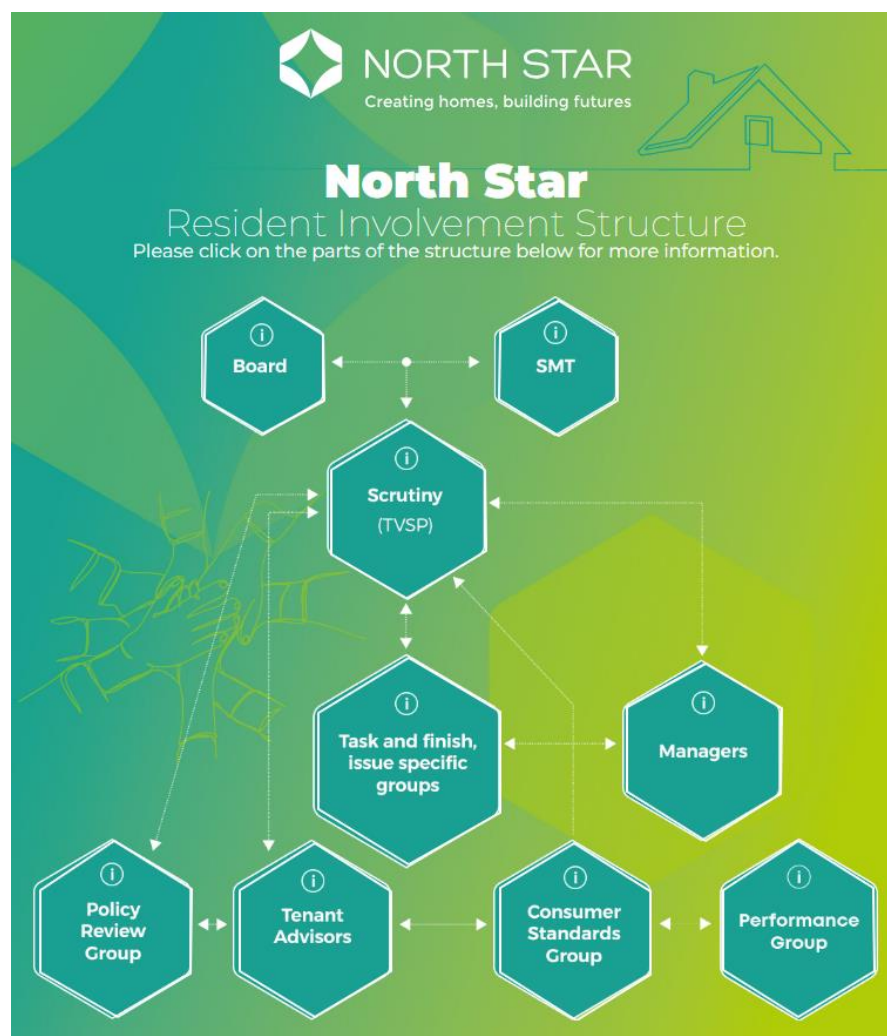 NORTH STAR
Creating homes, building futures
North Star
Resident Involvement Structure
Please click on the parts of the structure below for more information.
i
Board
i
SMT
i
Scrutiny
(TVSP)
i
Task and finish,
issue specific
groups
i
Managers
i
Policy
Review
Group
i
Tenant
Advisors
i
Consumer
Standards
Group
i
Performance
Group